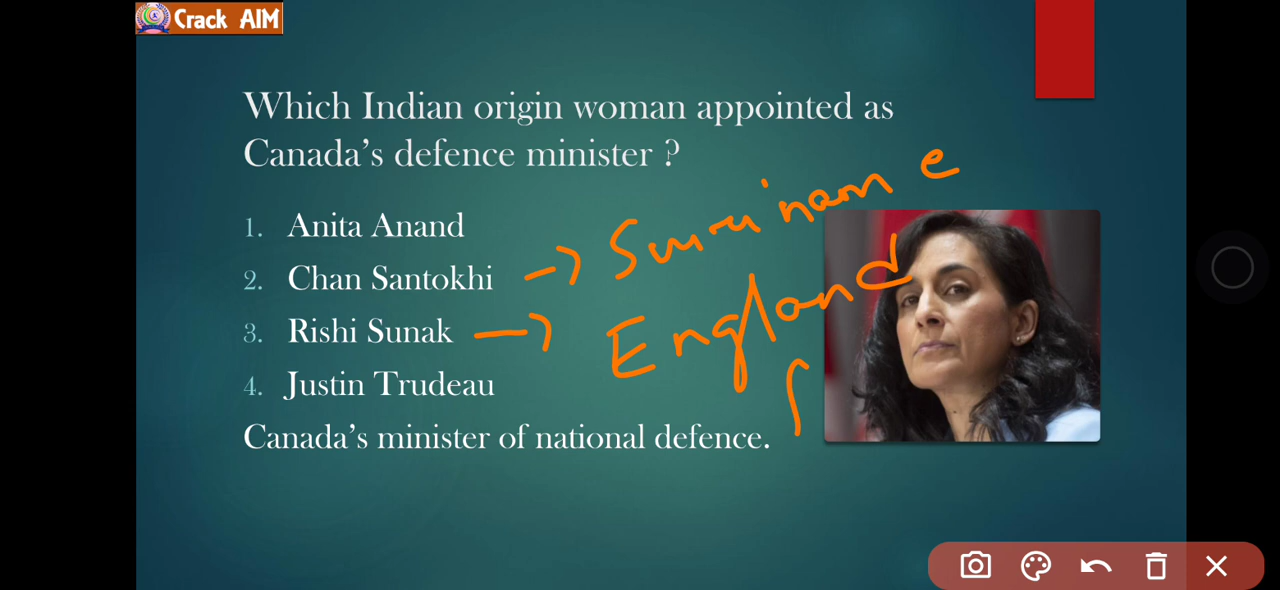 Crack AIM
Which Indian origin woman appointed as
Canada's defence minister ?
1. Anita Anand
2. Chan Santokhi → Suriname
3. Rishi Sunak → England
4. Justin Trudeau
Canada's minister of national defence.